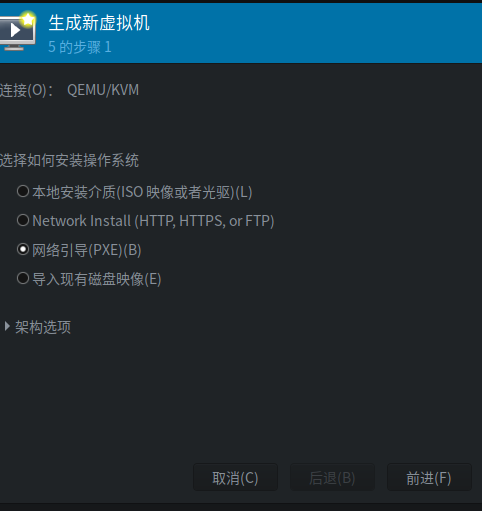 生成新虚拟机
5 的步骤 1
连接(O)： QEMU/KVM
选择如何安装操作系统
本地安装介质(ISO 映像或者光驱)(L)
Network Install (HTTP, HTTPS, or FTP)
网络引导(PXE)(B)
导入现有磁盘映像(E)
架构选项
取消(C) 后退(B) 前进(F)